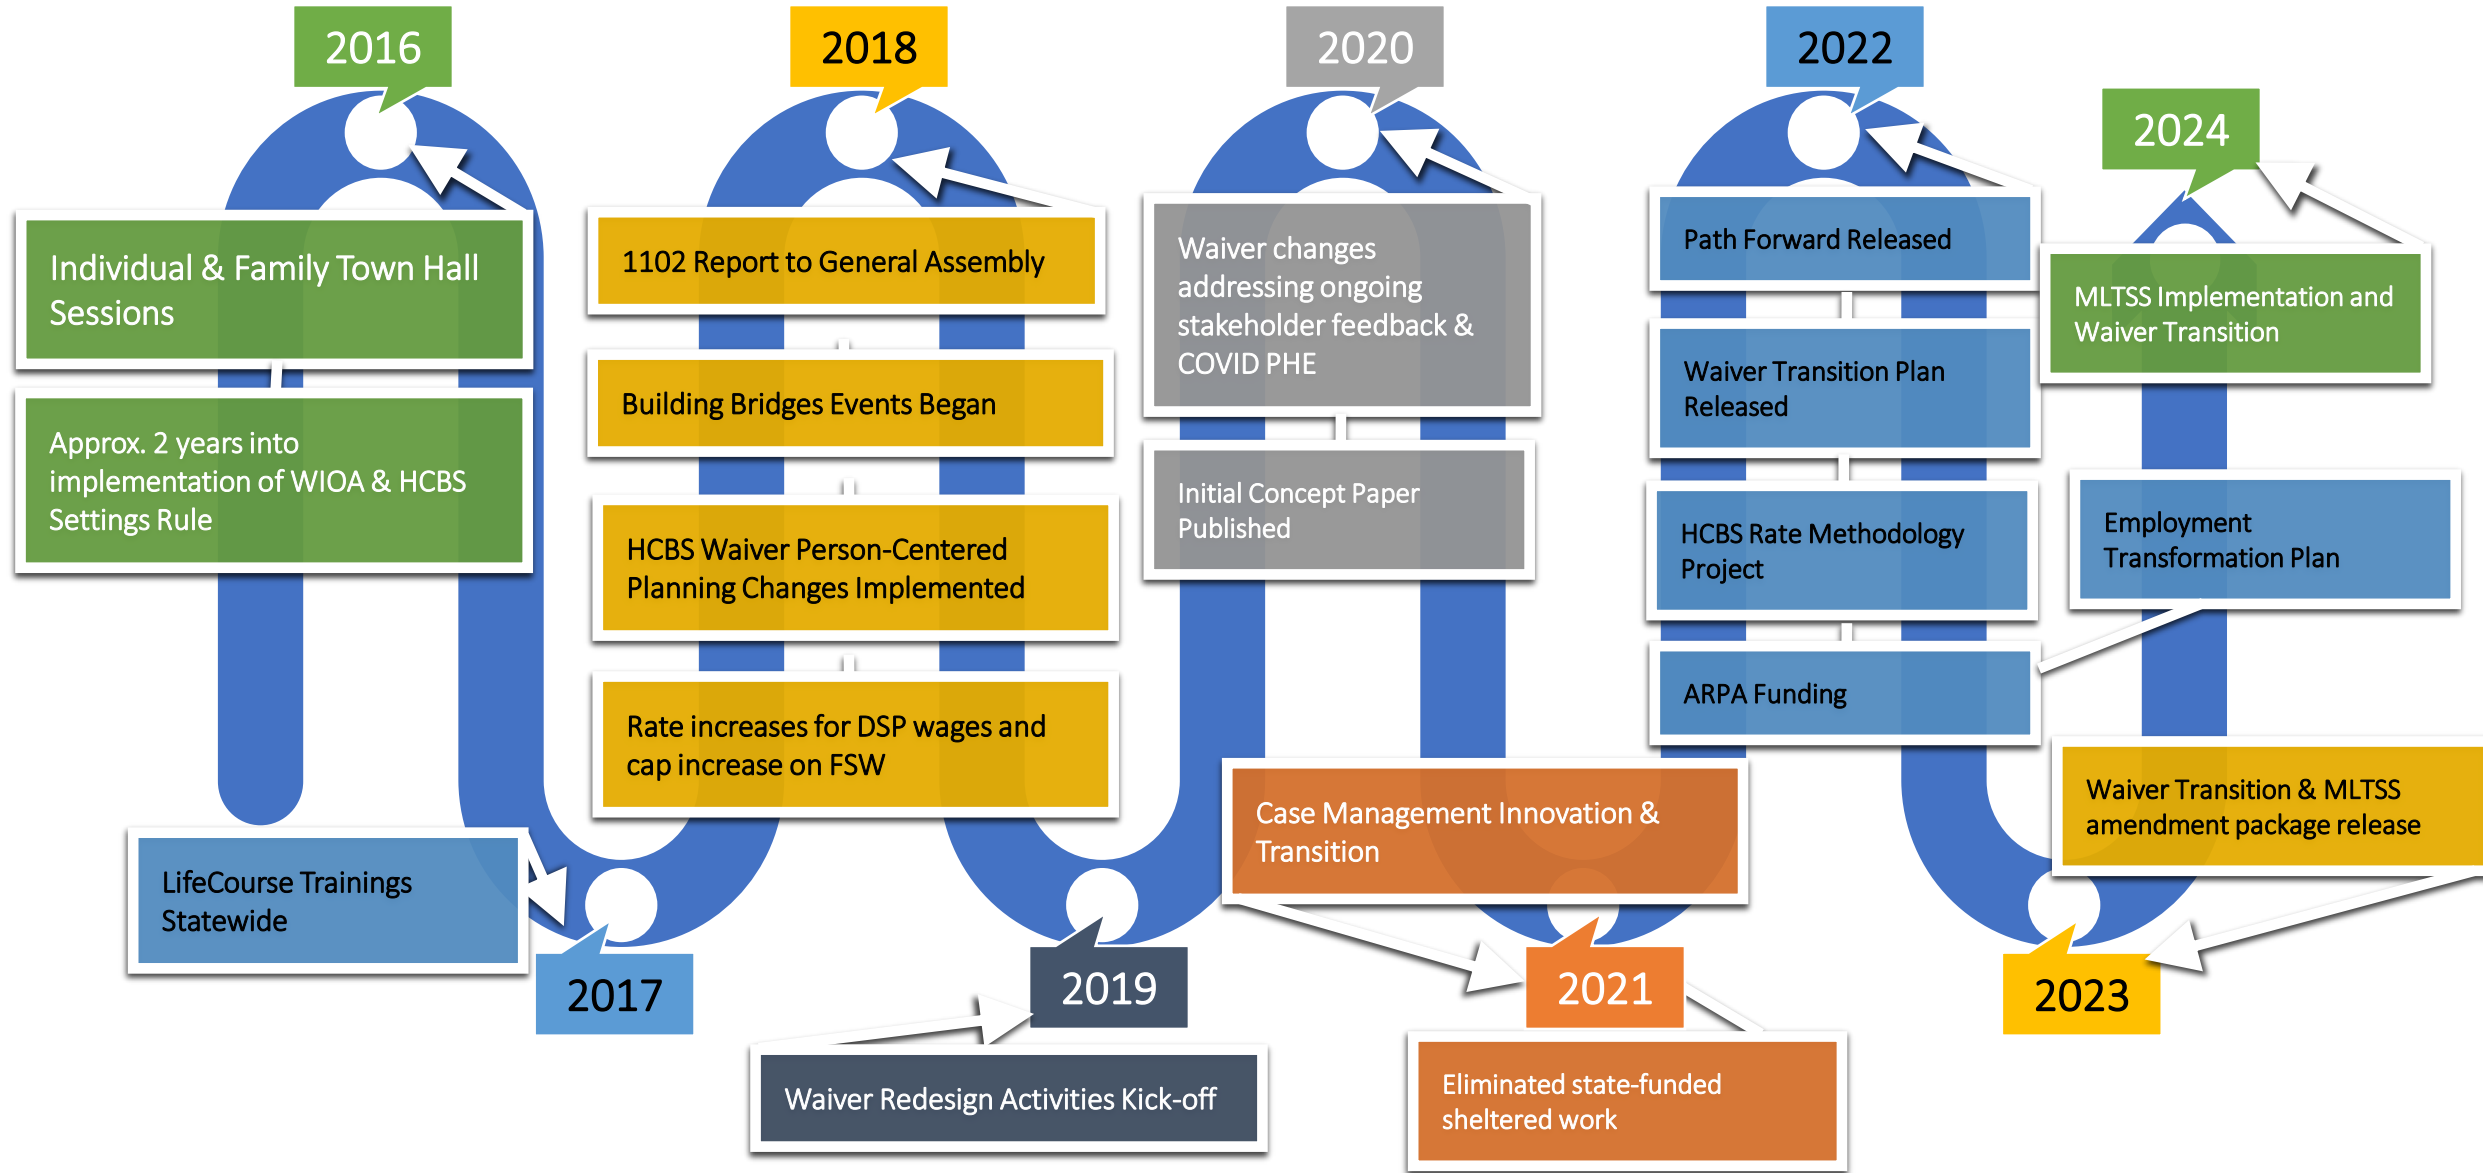 2016
Individual & Family Town Hall
Sessions
Approx. 2 years into
implementation of WIOA & HCBS
Settings Rule
LifeCourse Trainings
Statewide
2017
2018
1102 Report to General Assembly
Building Bridges Events Began
HCBS Waiver Person-Centered
Planning Changes Implemented
Rate increases for DSP wages and
cap increase on FSW
2019
Waiver Redesign Activities Kick-off
2020
Waiver changes
addressing ongoing
stakeholder feedback &
COVID PHE
Initial Concept Paper
Published
Case Management Innovation &
Transition
2021
Eliminated state-funded
sheltered work
2022
Path Forward Released
Waiver Transition Plan
Released
HCBS Rate Methodology
Project
ARPA Funding
Employment
Transformation Plan
Waiver Transition & MLTSS
amendment package release
2023
2024
MLTSS Implementation and
Waiver Transition